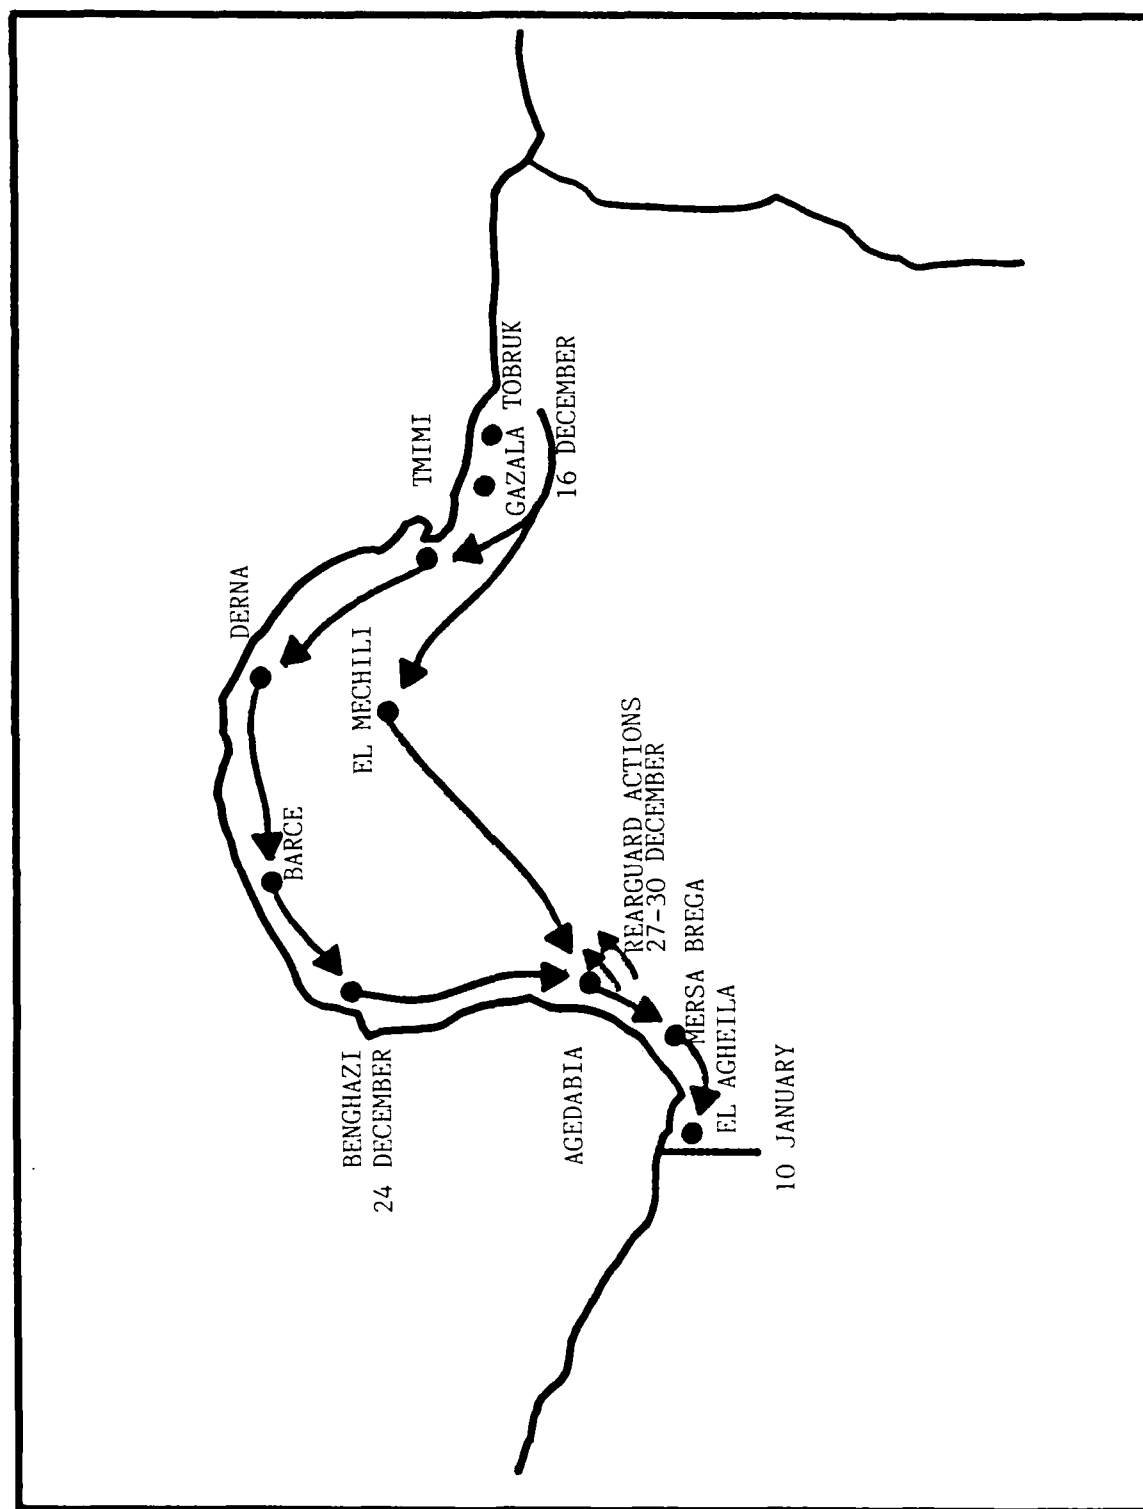 DERNA
BARCE
BENGHAZI
24 DECEMBER
EL MECHILI
TMIMI
GAZALA TOBRUK
16 DECEMBER
AGEDABIA
REARGUARD ACTIONS
27-30 DECEMBER
MERSA BREGA
EL AGHEILA
10 JANUARY